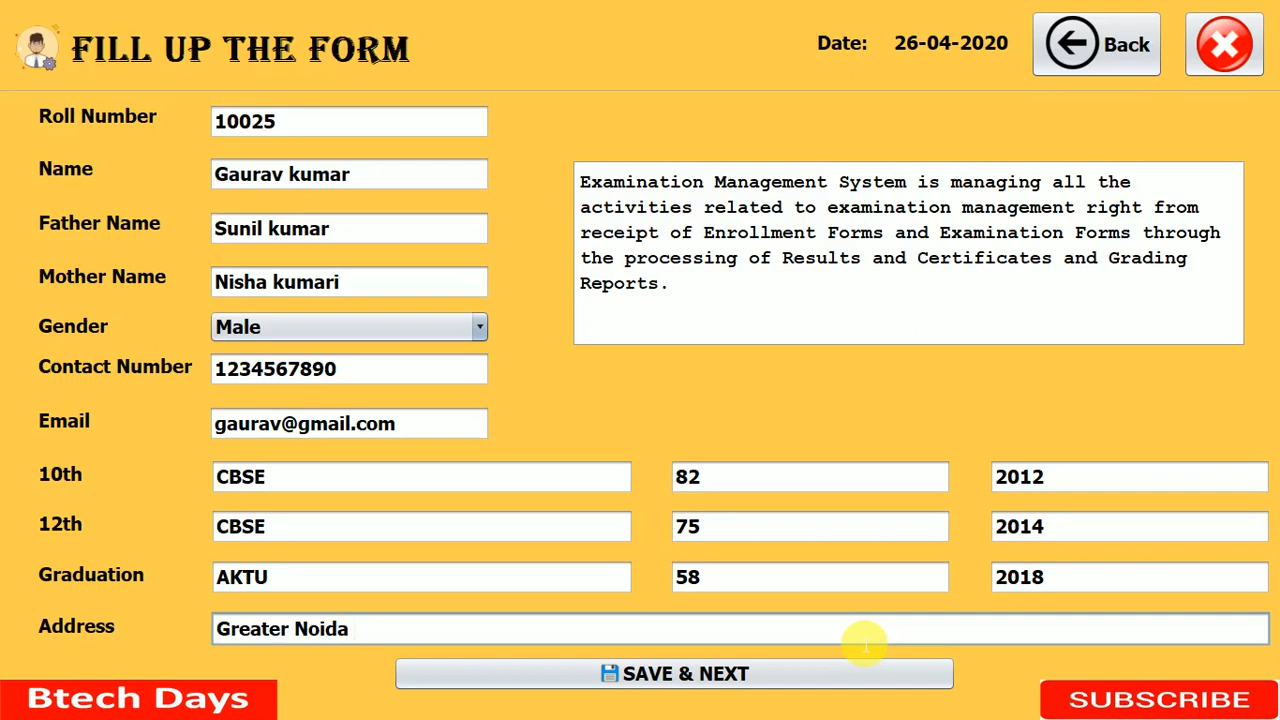 FILL UP THE FORM
Date: 26-04-2020
Back
Roll Number 10025
Name Gaurav kumar
Father Name Sunil kumar
Mother Name Nisha kumari
Gender Male
Contact Number 1234567890
Email gaurav@gmail.com
Examination Management System is managing all the
activities related to examination management right from
receipt of Enrollment Forms and Examination Forms through
the processing of Results and Certificates and Grading
Reports.
10th CBSE 82 2012
12th CBSE 75 2014
Graduation AKTU 58 2018
Address Greater Noida
SAVE & NEXT
Btech Days
SUBSCRIBE